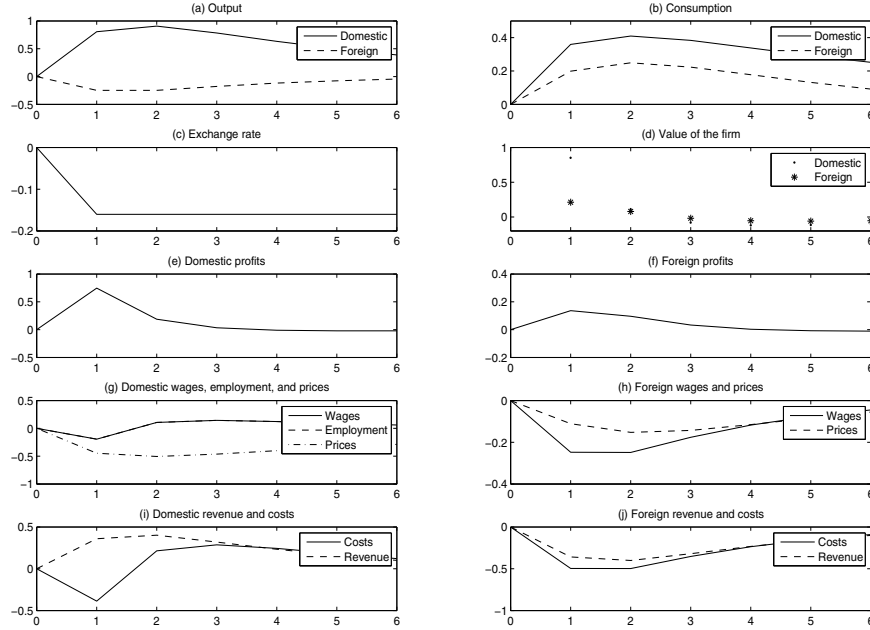 (a) Output
1
0.5
0
−0.5
0 1 2 3 4 5 6
Domestic
Foreign
(b) Consumption
0.4
0.2
0
0 1 2 3 4 5 6
Domestic
Foreign
(c) Exchange rate
0
−0.1
−0.2
0 1 2 3 4 5 6
(d) Value of the firm
1
0.5
0
0 1 2 3 4 5 6
Domestic
Foreign
(e) Domestic profits
1
0.5
0
−0.5
0 1 2 3 4 5 6
(f) Foreign profits
0.4
0.2
0
−0.2
0 1 2 3 4 5 6
(g) Domestic wages, employment, and prices
0.5
0
−0.5
−1
0 1 2 3 4 5 6
Wages
Employment
Prices
(h) Foreign wages and prices
0
−0.2
−0.4
0 1 2 3 4 5 6
Wages
Prices
(i) Domestic revenue and costs
0.5
0
−0.5
0 1 2 3 4 5 6
Costs
Revenue
(j) Foreign revenue and costs
0
−0.5
−1
0 1 2 3 4 5 6
Costs
Revenue